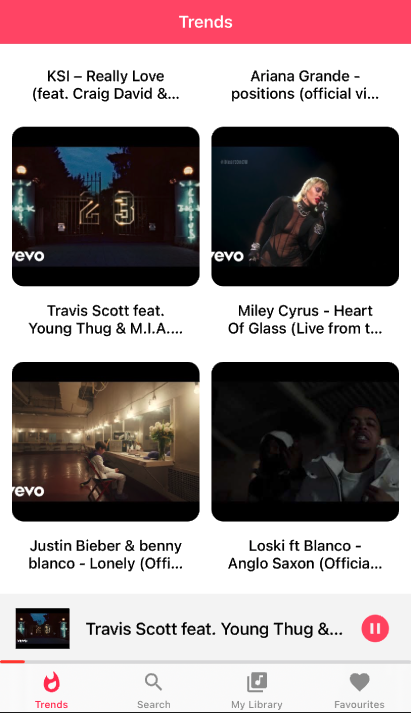 Trends
KSI – Really Love
(feat. Craig David &...
Ariana Grande -
positions (official vi...
23
vevo
vevo
Travis Scott feat.
Young Thug & M.I.A....
Miley Cyrus - Heart
Of Glass (Live from t...
vevo
Justin Bieber & benny
blanco - Lonely (Offi...
Loski ft Blanco -
Anglo Saxon (Officia...
Travis Scott feat. Young Thug &...
Trends
Search
My Library
Favourites